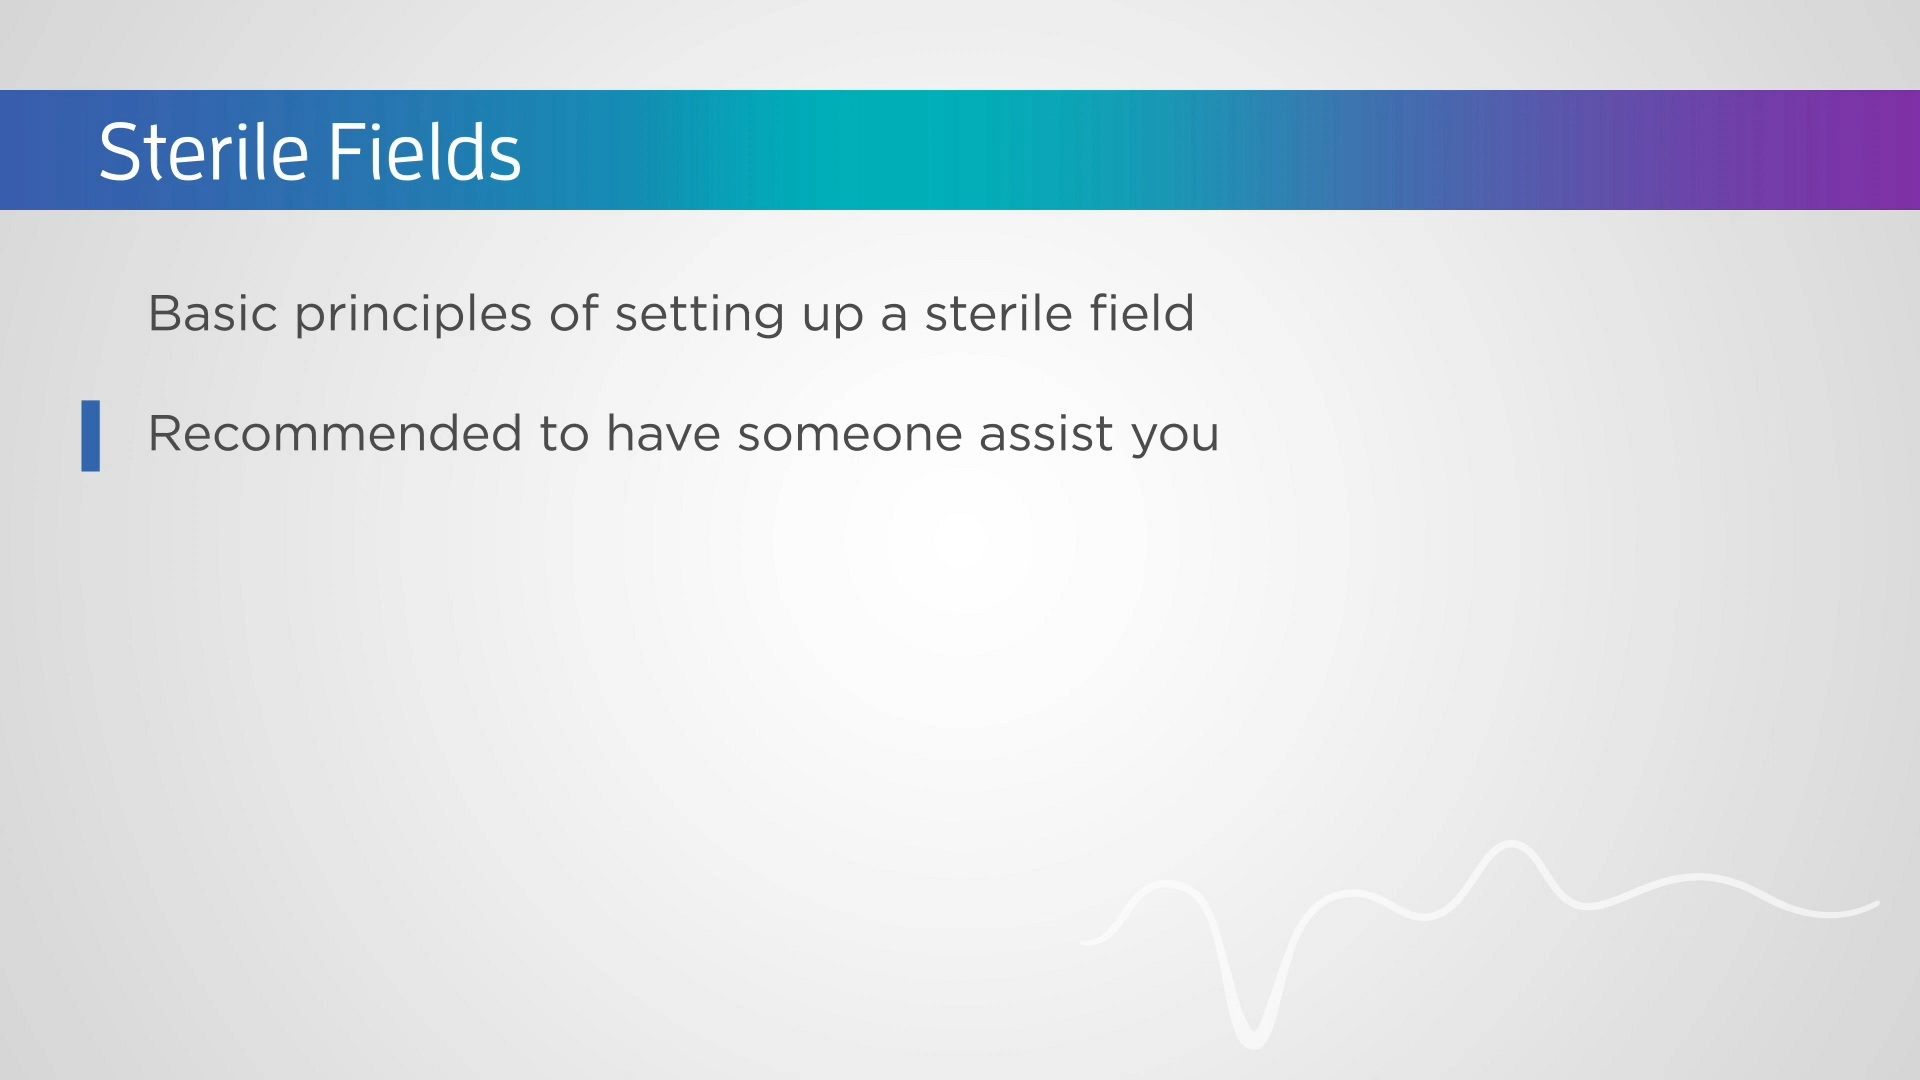 Sterile Fields
Basic principles of setting up a sterile field
Recommended to have someone assist you